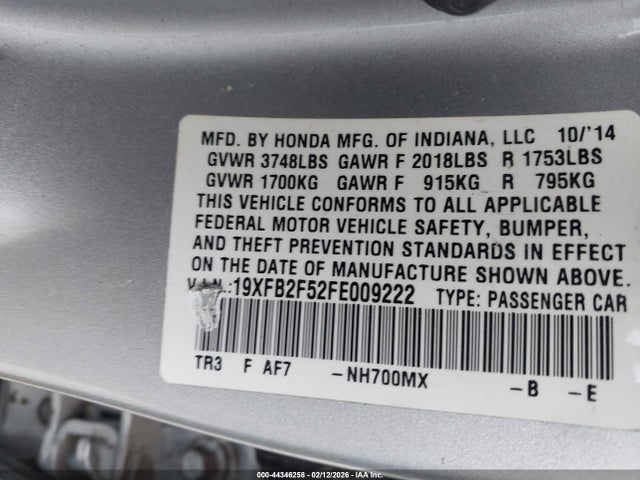 MFD. BY HONDA MFG. OF INDIANA, LLC 10/'14
GVWR 3748LBS GAWR F 2018LBS R 1753LBS
GVWR 1700KG GAWR F 915KG R 795KG
THIS VEHICLE CONFORMS TO ALL APPLICABLE
FEDERAL MOTOR VEHICLE SAFETY, BUMPER,
AND THEFT PREVENTION STANDARDS IN EFFECT
ON THE DATE OF MANUFACTURE SHOWN ABOVE.
V.I.N.:19XFB2F52FE009222 TYPE: PASSENGER CAR
TR3 F AF7 -NH700MX -B -E
000-44346258 - 02/12/2026 - IAA Inc.